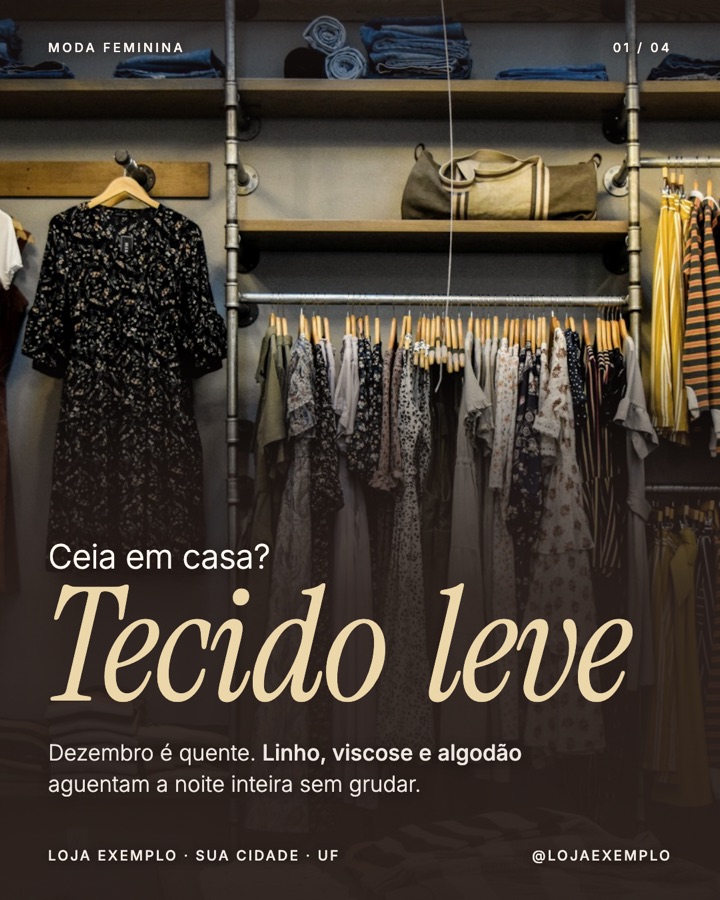 MODA FEMININA
01 / 04
Ceia em casa?
Tecido leve
Dezembro é quente. Linho, viscose e algodão
aguentam a noite inteira sem grudar.
LOJA EXEMPLO · SUA CIDADE · UF
@LOJAEXEMPLO